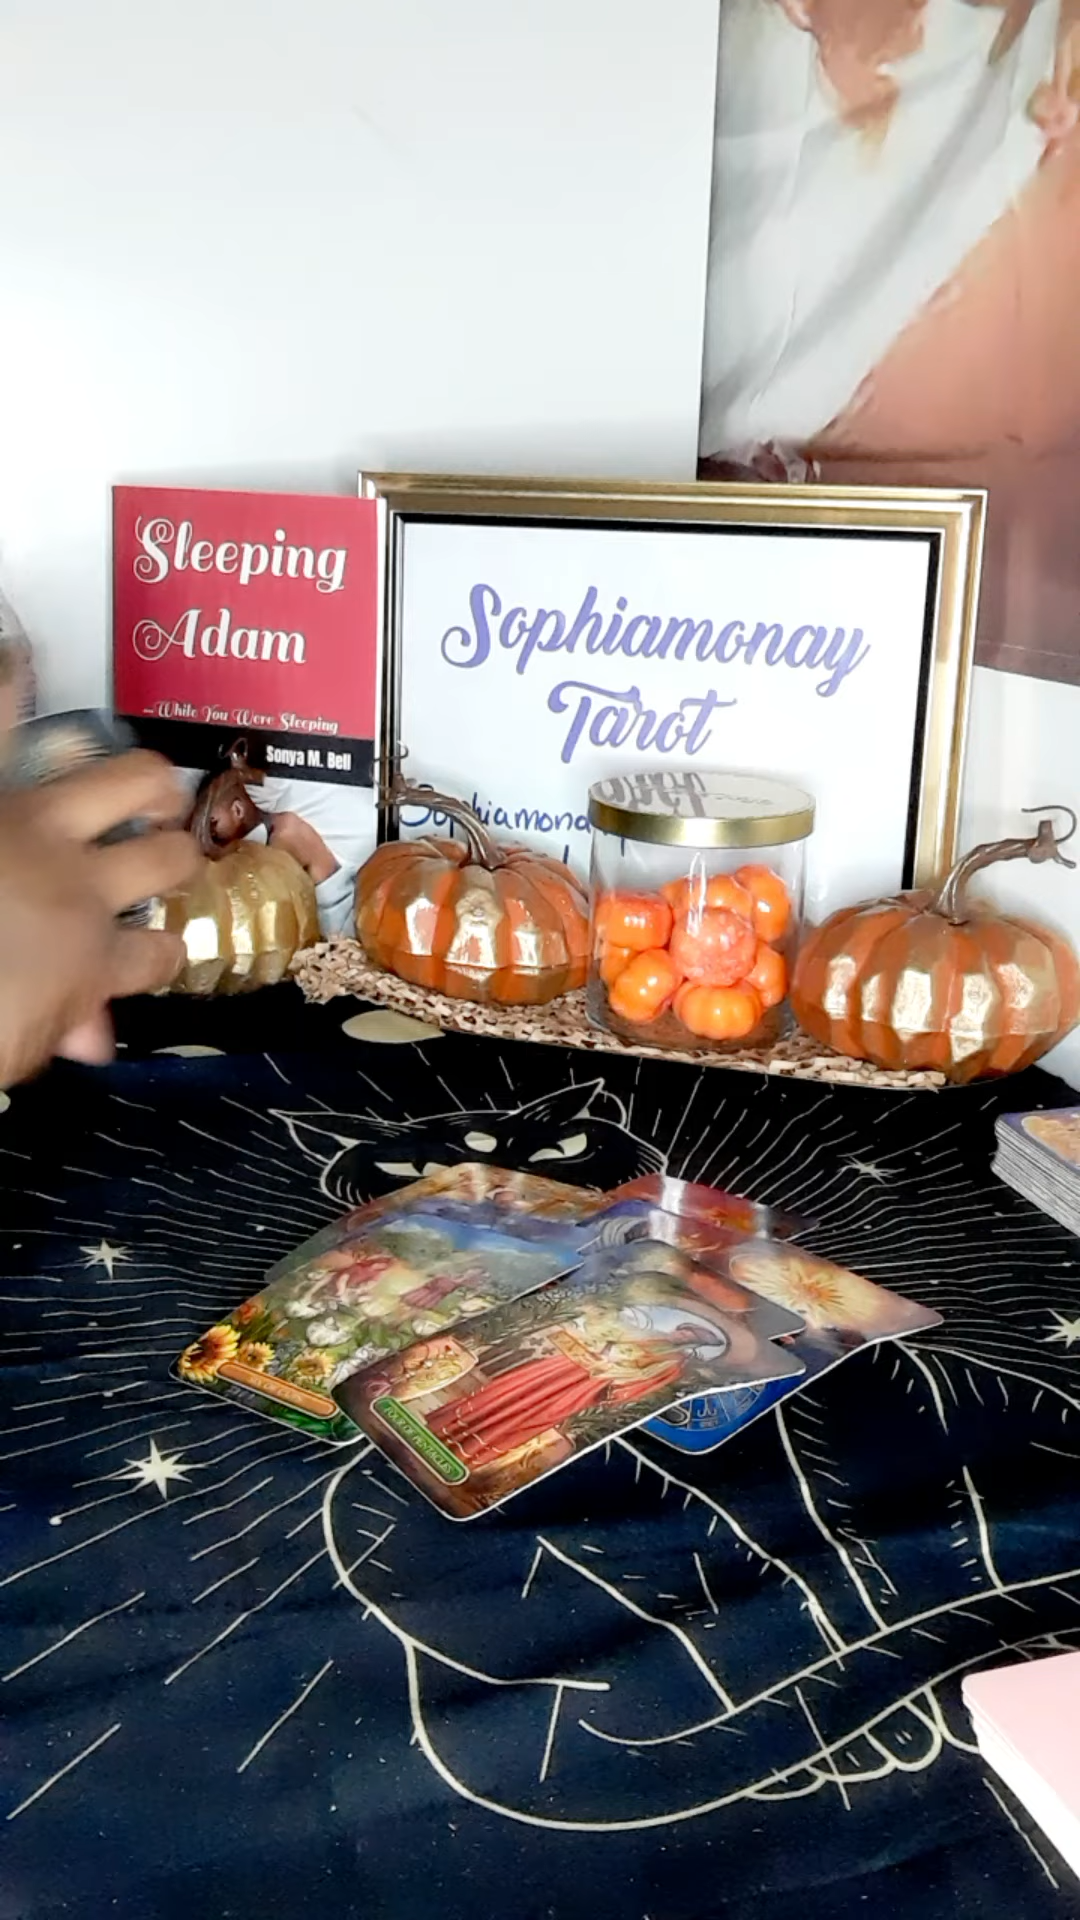 Sleeping
Adam
...While You Were Sleeping
Sonya M. Bell
Sophiamonay
Tarot